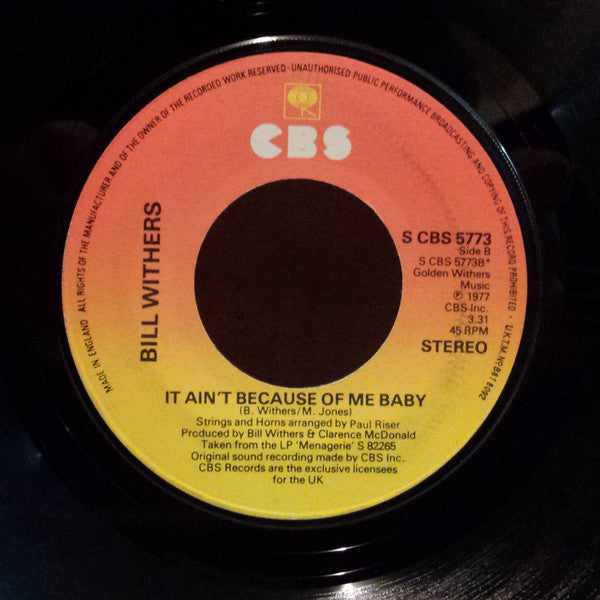 MADE IN ENGLAND ALL RIGHTS OF THE MANUFACTURER AND OF THE OWNER OF THE RECORDED WORK RESERVED - UNAUTHORISED PUBLIC PERFORMANCE BROADCASTING AND COPYING OF THIS RECORD PROHIBITED · U.K.T.M. Nº 881 8092
CBS
BILL WITHERS
S CBS 5773
Side B
S CBS 5773B*
Golden Withers
Music
℗ 1977
CBS Inc.
3.31
45 RPM
STEREO
IT AIN'T BECAUSE OF ME BABY
(B. Withers/M. Jones)
Strings and Horns arranged by Paul Riser
Produced by Bill Withers & Clarence McDonald
Taken from the LP 'Menagerie' S 82265
Original sound recording made by CBS Inc.
CBS Records are the exclusive licensees
for the UK